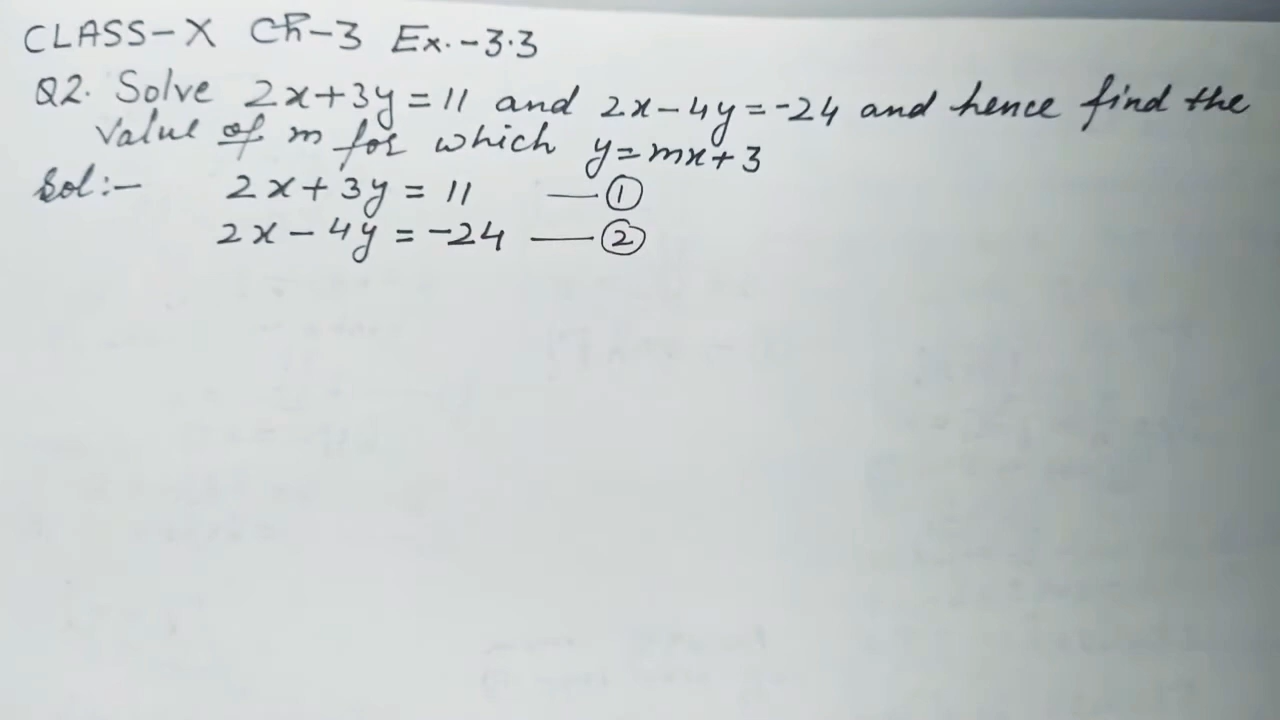 CLASS-X Ch-3 Ex.-3.3
Q2. Solve 2x+3y=11 and 2x-4y=-24 and hence find the
value of m for which y=mx+3
Sol:- 2x+3y=11 —①
2x-4y=-24 —②